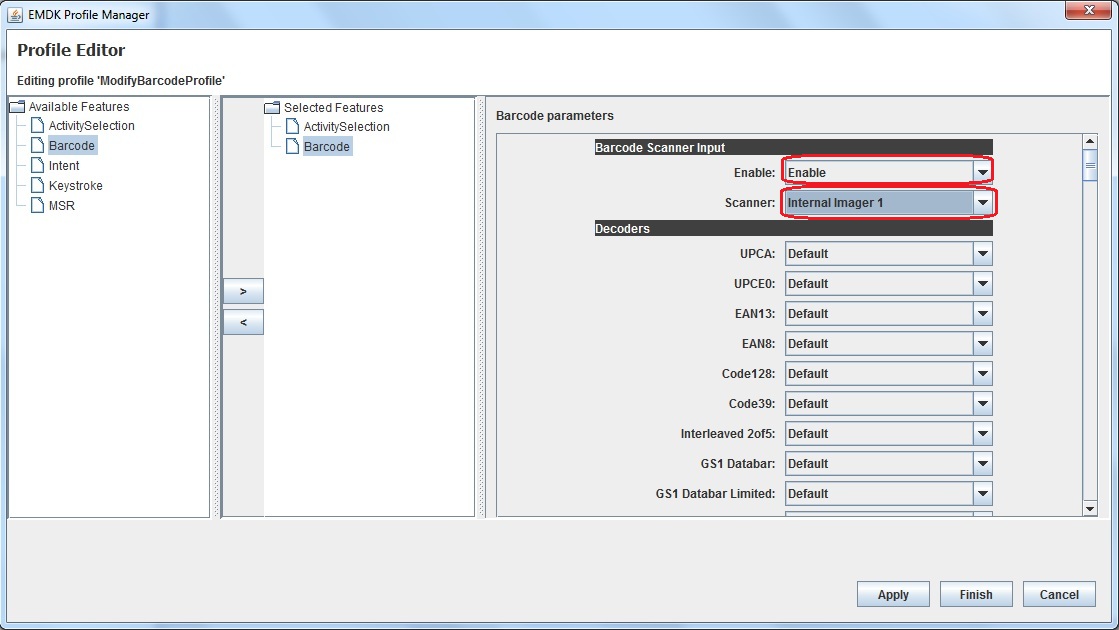 EMDK Profile Manager
Profile Editor
Editing profile 'ModifyBarcodeProfile'
Available Features
ActivitySelection
Barcode
Intent
Keystroke
MSR
>
<
Selected Features
ActivitySelection
Barcode
Barcode parameters
Barcode Scanner Input
Enable: Enable
Scanner: Internal Imager 1
Decoders
UPCA: Default
UPCE0: Default
EAN13: Default
EAN8: Default
Code128: Default
Code39: Default
Interleaved 2of5: Default
GS1 Databar: Default
GS1 Databar Limited: Default
Apply Finish Cancel